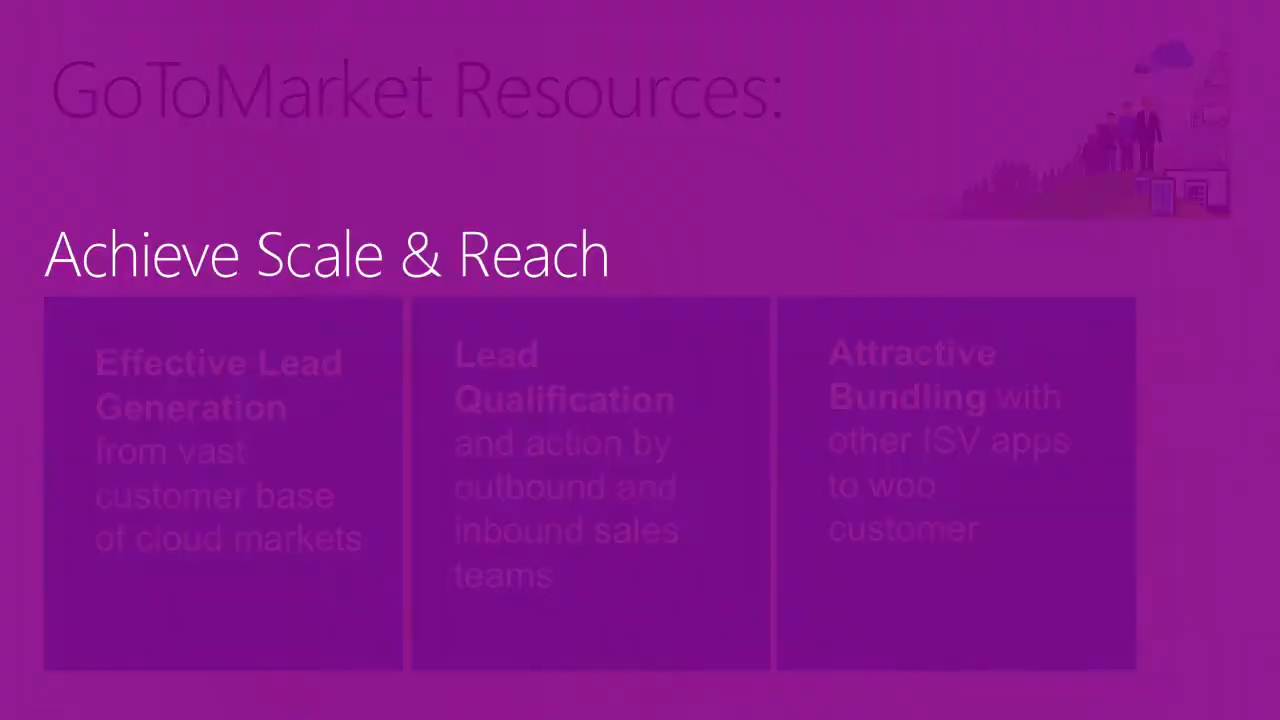 GoToMarket Resources:
Achieve Scale & Reach
Effective Lead
Generation
from vast
customer base
of cloud markets
Lead
Qualification
and action by
outbound and
inbound sales
teams
Attractive
Bundling with
other ISV apps
to woo
customer